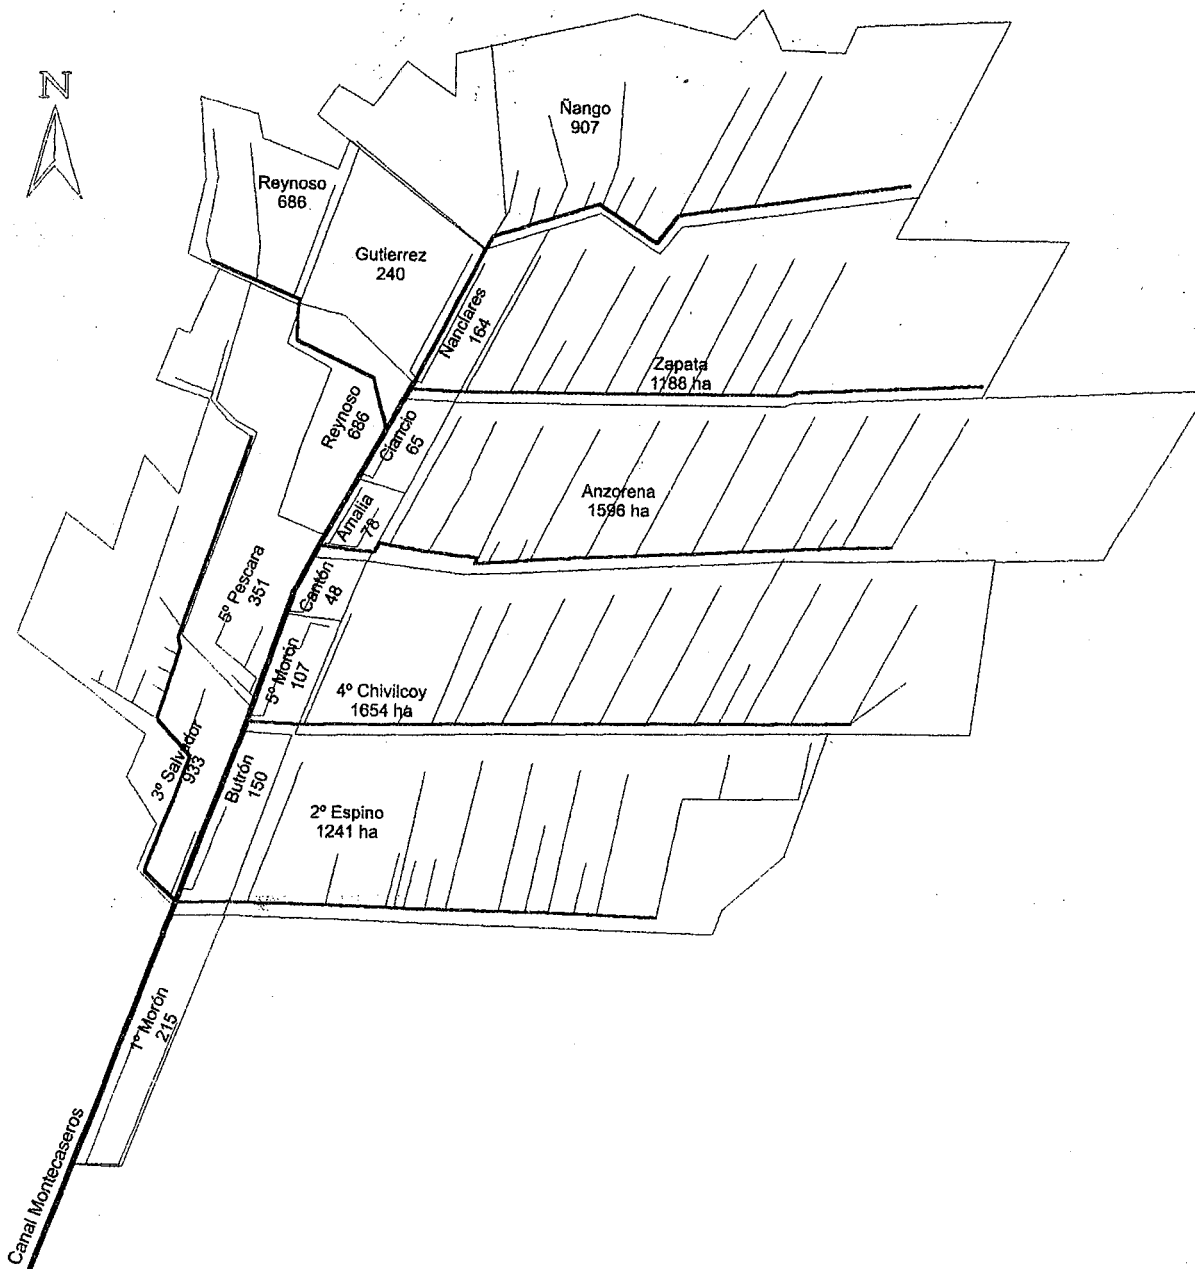 N
Ñango
907
Reynoso
686
Gutierrez
240
Nanclares
164
Zapata
1188 ha
Reynoso
686
Ciancio
65
Anzorena
1596 ha
Amalia
78
5º Pescara
351
Cantón
48
5º Morón
107
4º Chivilcoy
1654 ha
3º Salvador
933
Butrón
150
2º Espino
1241 ha
1º Morón
215
Canal Montecaseros